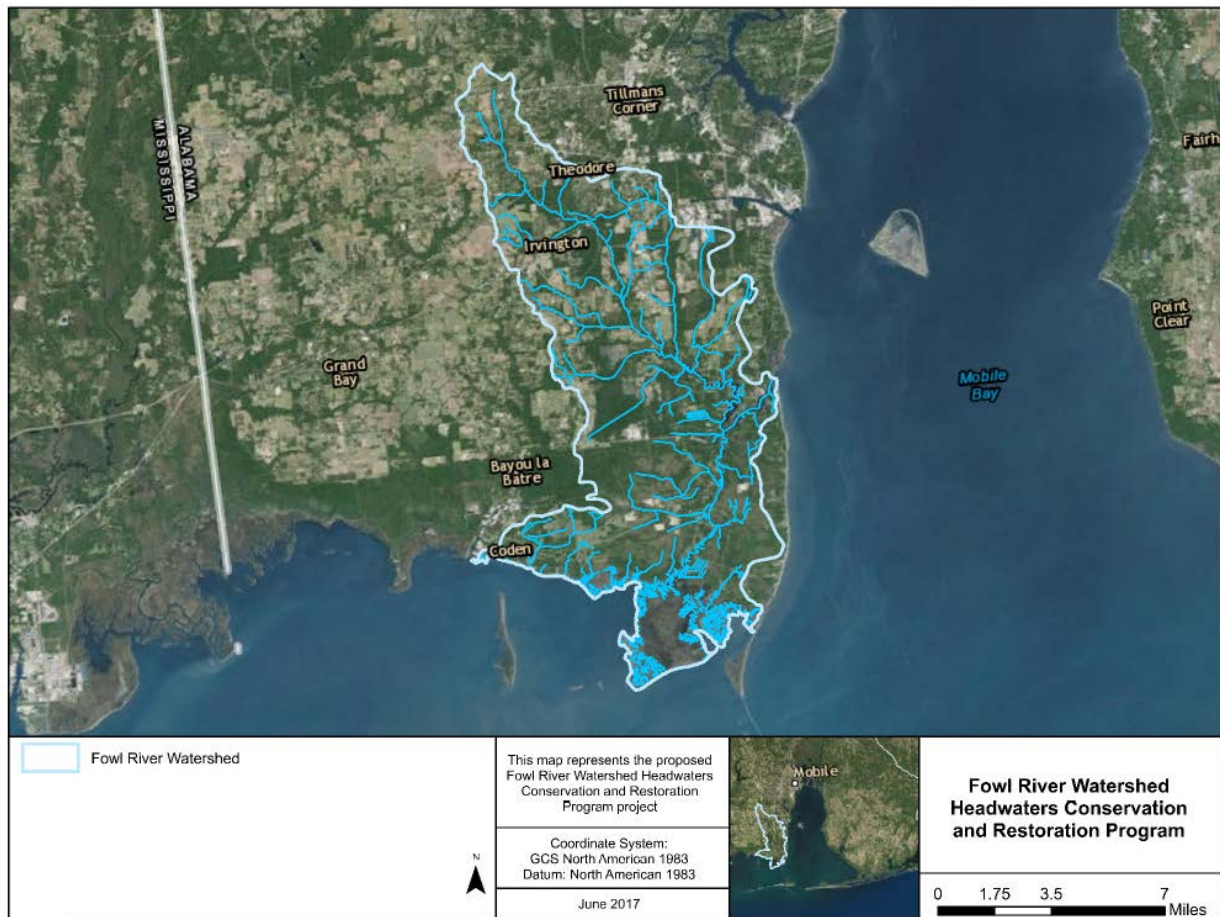 Tillmans
Corner
Fairh
ALABAMA
MISSISSIPPI
Theodore
Irvington
Point
Clear
Grand
Bay
Mobile
Bay
Bayou la
Batre
Coden
Fowl River Watershed
N
This map represents the proposed
Fowl River Watershed Headwaters
Conservation and Restoration
Program project
Coordinate System:
GCS North American 1983
Datum: North American 1983
June 2017
Mobile
Fowl River Watershed
Headwaters Conservation
and Restoration Program
0 1.75 3.5 7
Miles